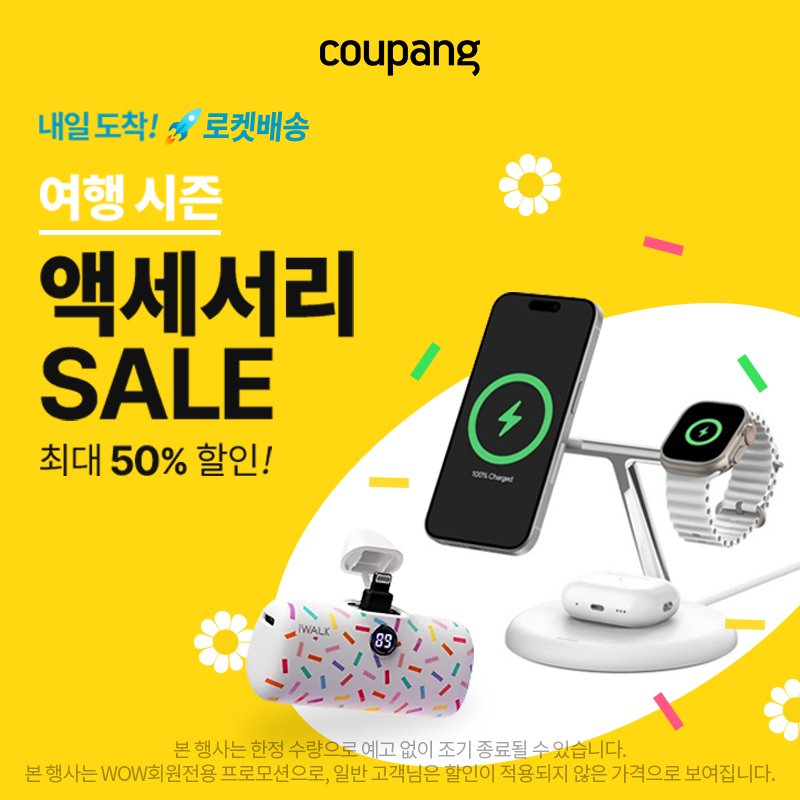 coupang
내일 도착! 로켓배송
여행 시즌
액세서리
SALE
최대 50% 할인!
100% Charged
iWALK
89
본 행사는 한정 수량으로 예고 없이 조기 종료될 수 있습니다.
본 행사는 WOW회원전용 프로모션으로, 일반 고객님은 할인이 적용되지 않은 가격으로 보여집니다.